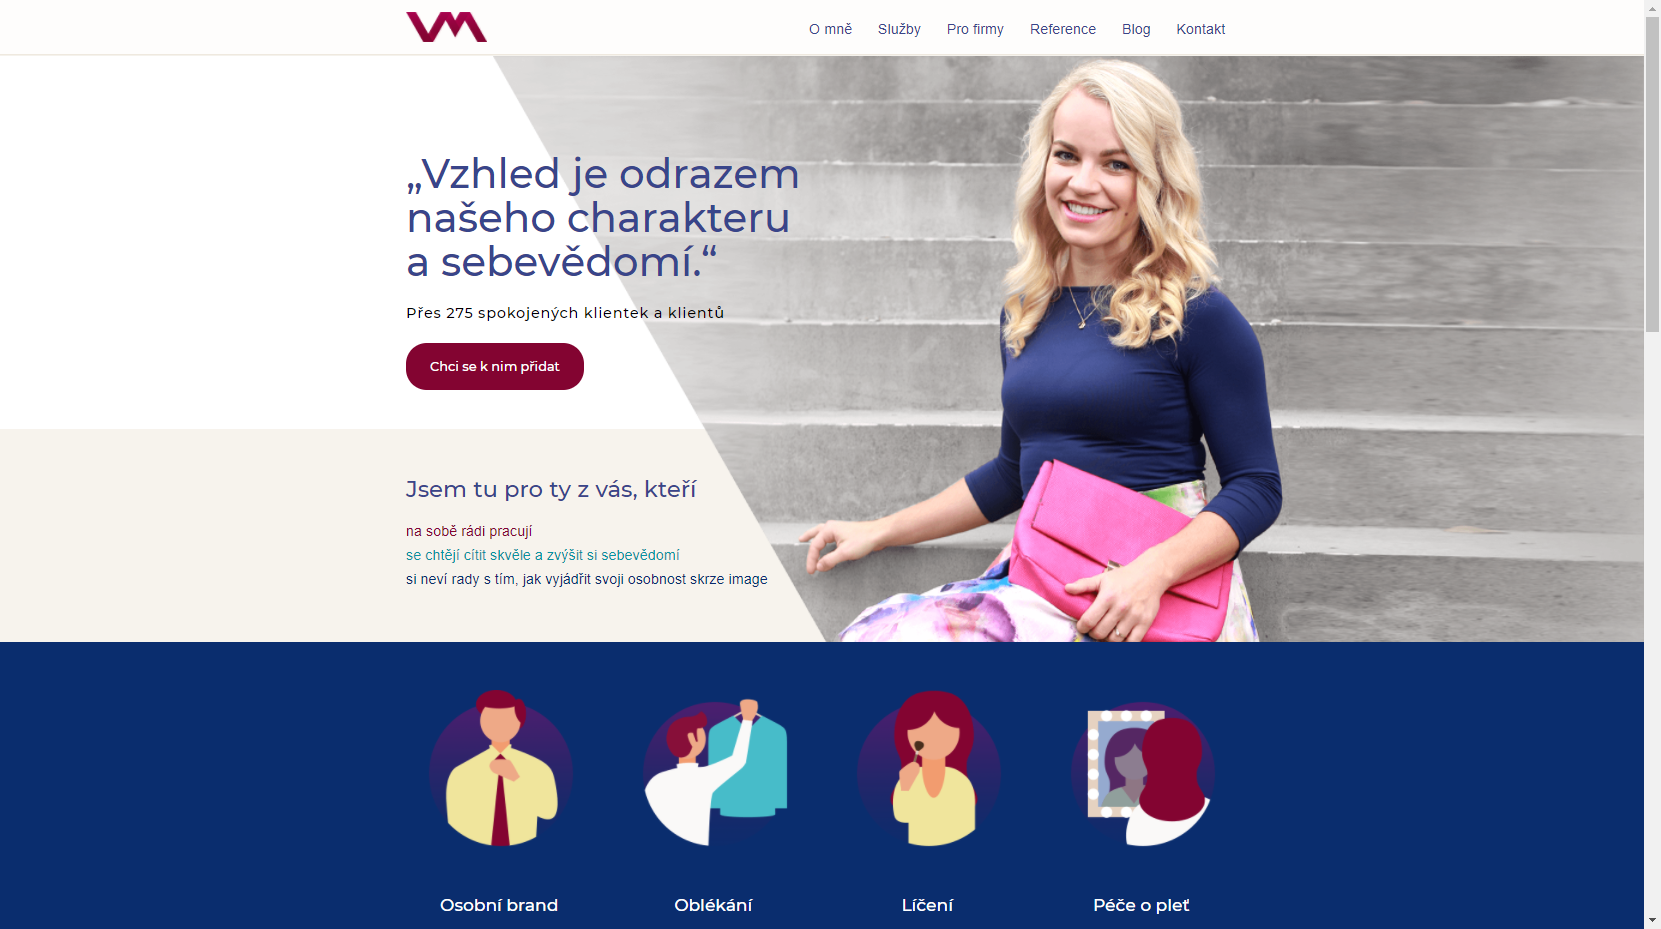 VM
O mně
Služby
Pro firmy
Reference
Blog
Kontakt
„Vzhled je odrazem
našeho charakteru
a sebevědomí.“
Přes 275 spokojených klientek a klientů
Chci se k nim přidat
Jsem tu pro ty z vás, kteří
na sobě rádi pracují
se chtějí cítit skvěle a zvýšit si sebevědomí
si neví rady s tím, jak vyjádřit svoji osobnost skrze image
Osobní brand
Oblékání
Líčení
Péče o pleť